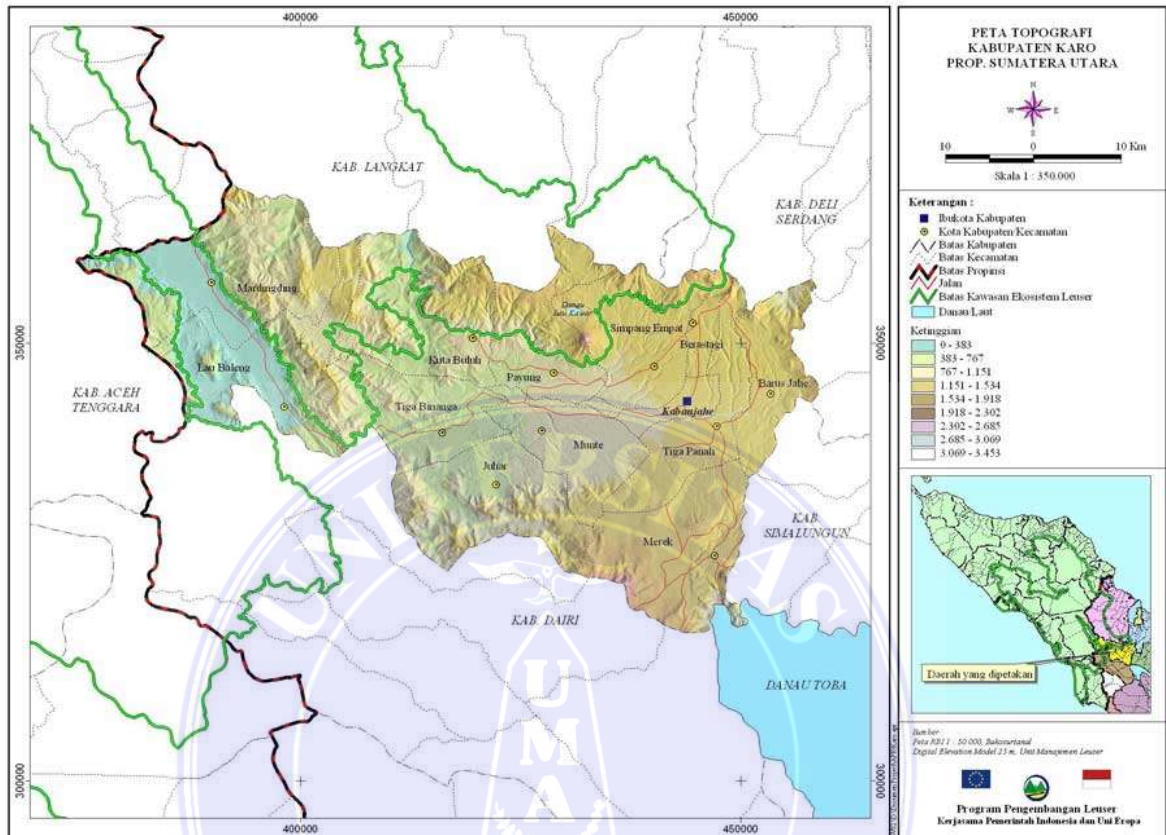 400000
450000
350000
300000
KAB. LANGKAT
KAB. DELI
SERDANG
KAB. ACEH
TENGGARA
KAB.
SIMALUNGUN
KAB. DAIRI
DANAU TOBA
Mardingding
Lau Baleng
Kuta Buluh
Payung
Simpang Empat
Berastagi
Barus Jahe
Tiga Binanga
Kabanjahe
Munte
Tiga Panah
Juhar
Merek
350000
300000
400000
450000
UNIVERSITAS
UMA
PETA TOPOGRAFI
KABUPATEN KARO
PROP. SUMATERA UTARA
N
W E
S
10 0 10 Km
Skala 1 : 350.000
Keterangan :
Ibukota Kabupaten
Kota Kabupaten/Kecamatan
Batas Kabupaten
Batas Kecamatan
Batas Propinsi
Jalan
Batas Kawasan Ekosistem Leuser
Danau/Laut
Ketinggian
0 - 383
383 - 767
767 - 1.151
1.151 - 1.534
1.534 - 1.918
1.918 - 2.302
2.302 - 2.685
2.685 - 3.069
3.069 - 3.453
Daerah yang dipetakan
Sumber
Peta RBI 1 : 50 000, Bakosurtanal
Digital Elevation Model 25 m, Unit Manajemen Leuser
Program Pengembangan Leuser
Kerjasama Pemerintah Indonesia dan Uni Eropa